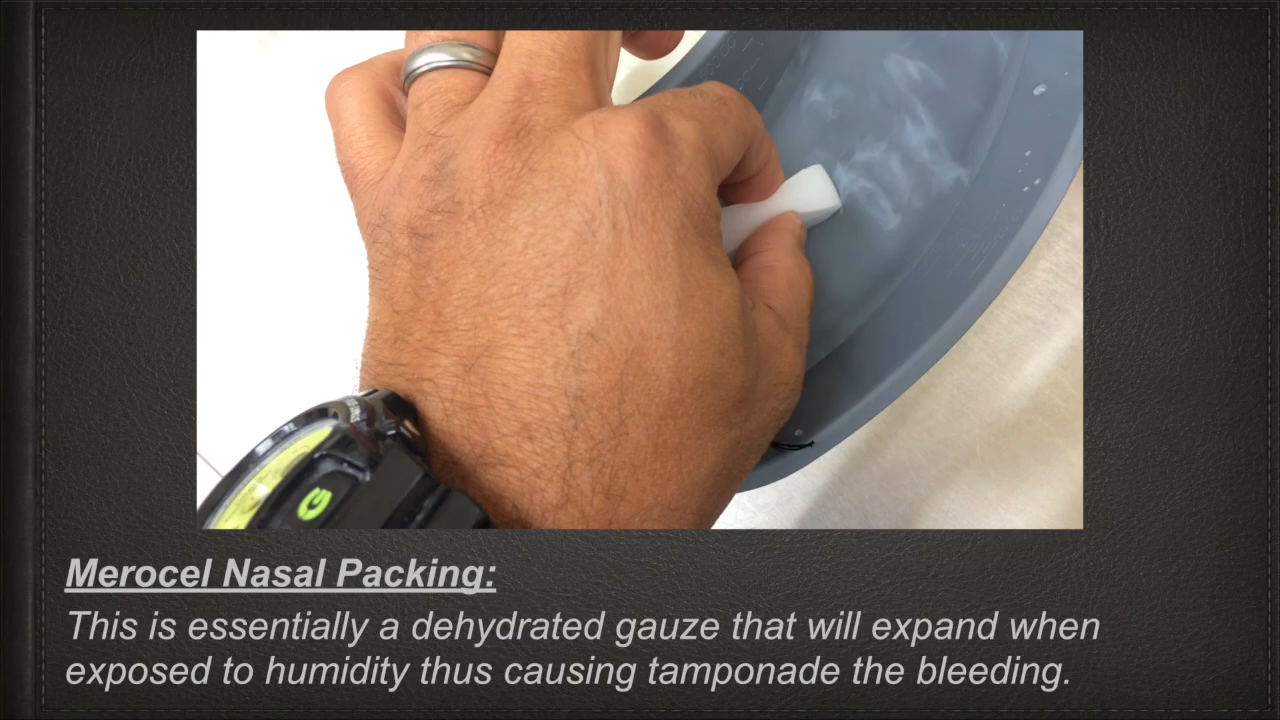 G
Merocel Nasal Packing:
This is essentially a dehydrated gauze that will expand when
exposed to humidity thus causing tamponade the bleeding.